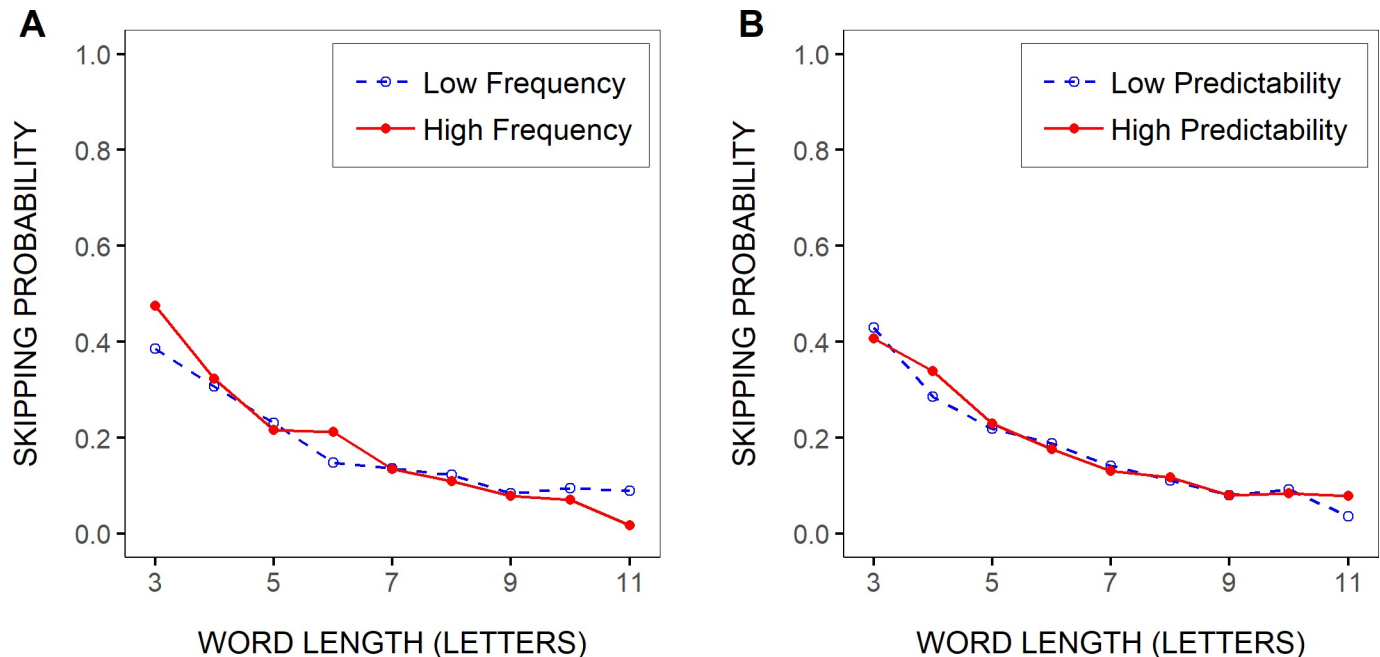 A
SKIPPING PROBABILITY
1.0
0.8
0.6
0.4
0.2
0.0
Low Frequency
High Frequency
3 5 7 9 11
WORD LENGTH (LETTERS)
B
SKIPPING PROBABILITY
1.0
0.8
0.6
0.4
0.2
0.0
Low Predictability
High Predictability
3 5 7 9 11
WORD LENGTH (LETTERS)